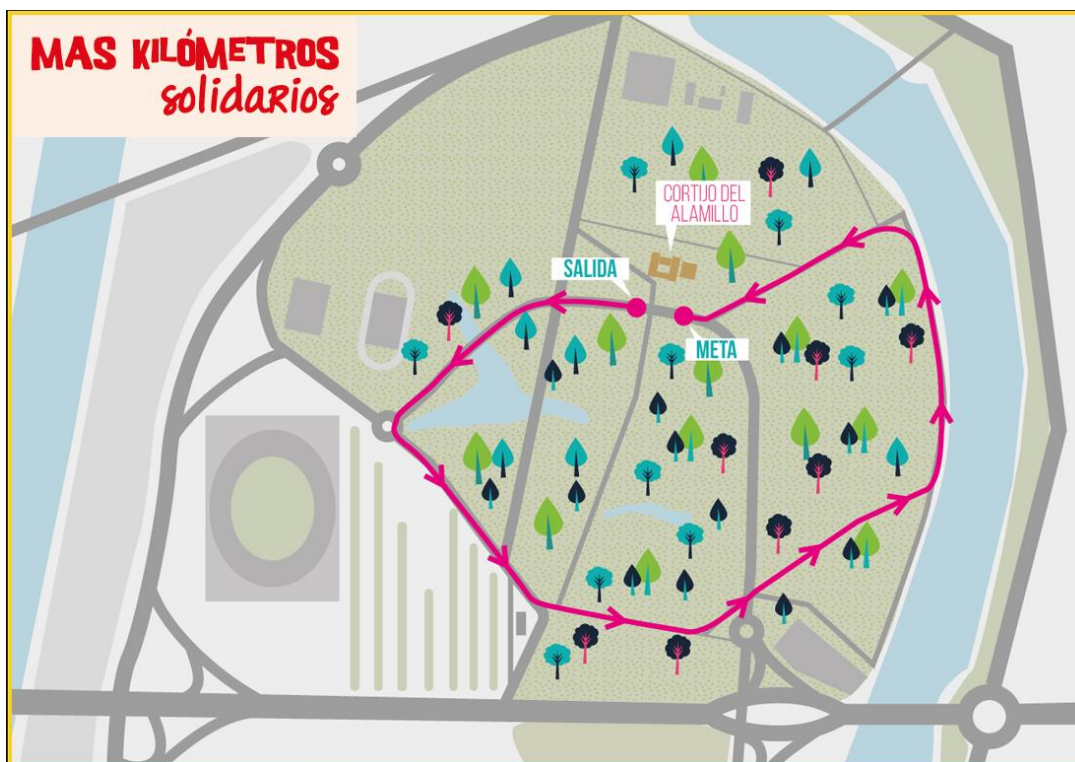 MAS KILÓMETROS
solidarios
CORTIJO DEL
ALAMILLO
SALIDA
META